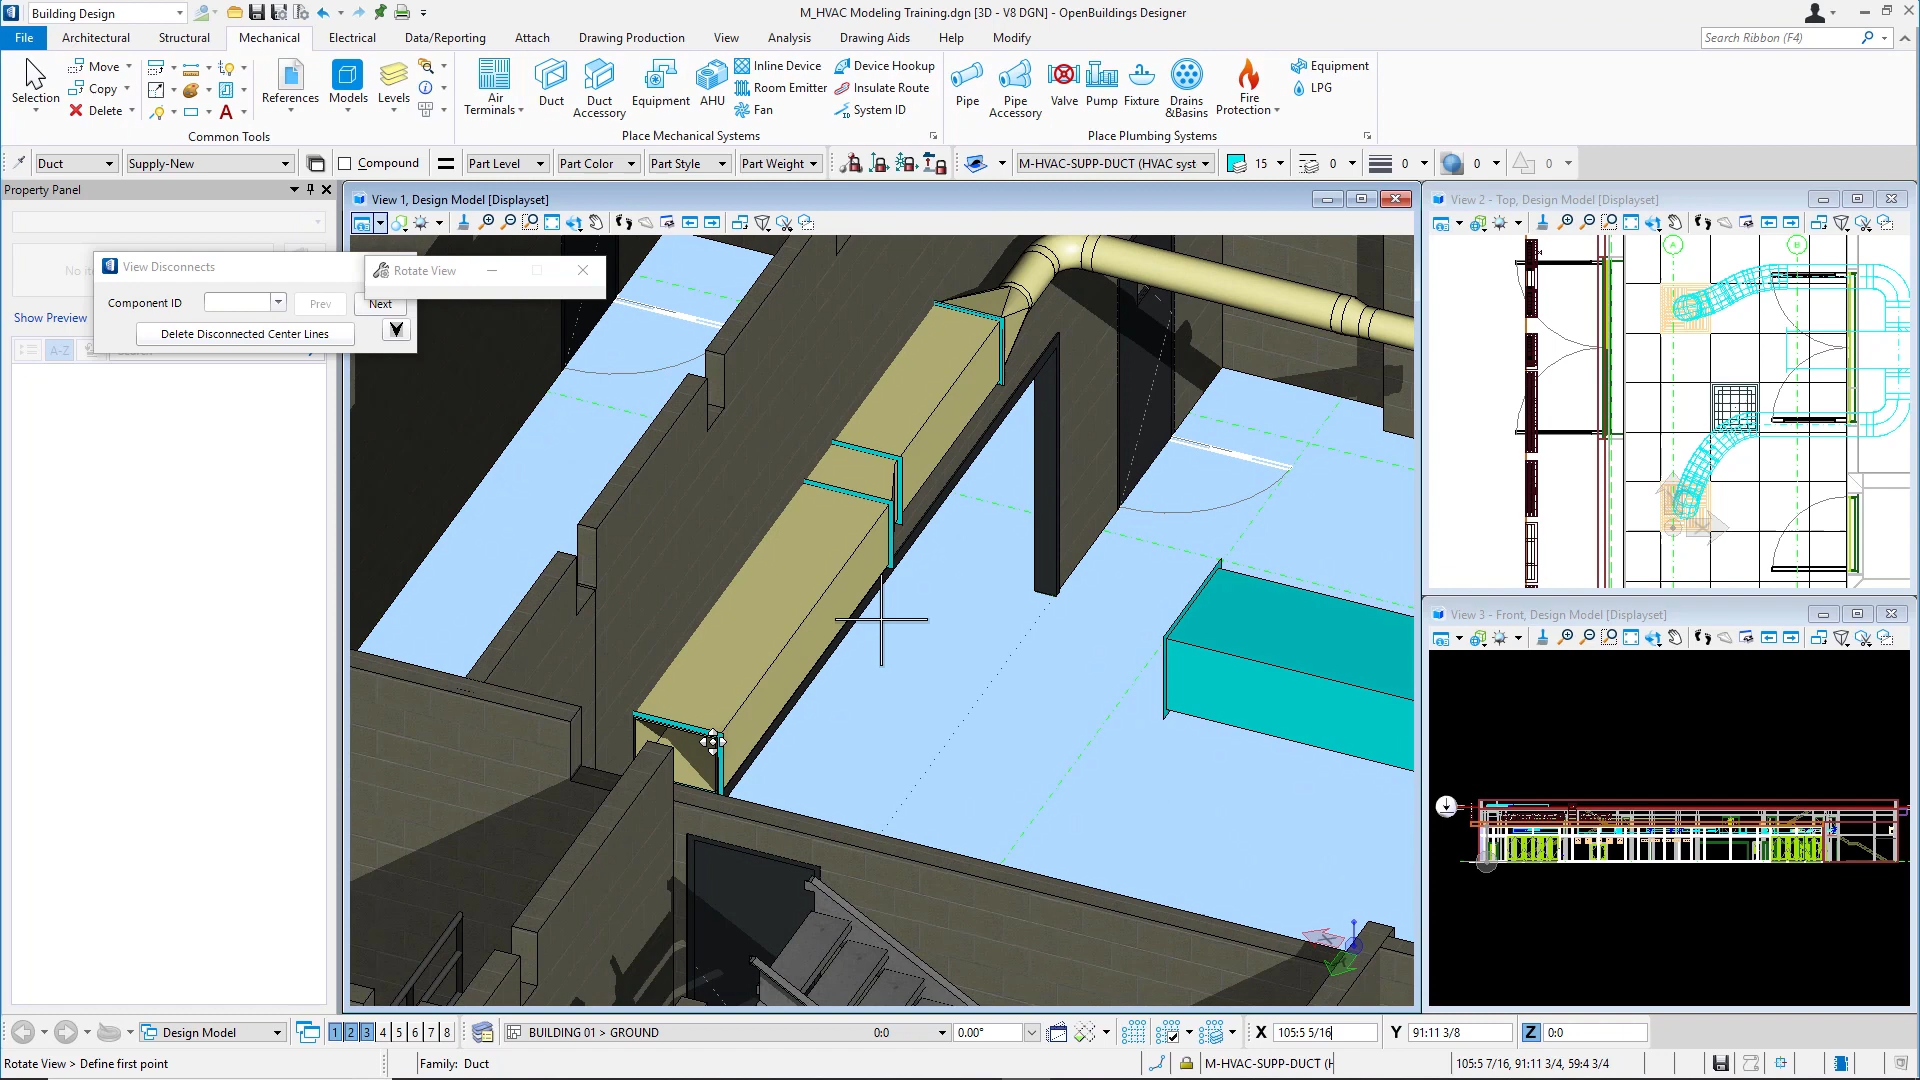 Building Design
M_HVAC Modeling Training.dgn [3D - V8 DGN] - OpenBuildings Designer
File Architectural Structural Mechanical Electrical Data/Reporting Attach Drawing Production View Analysis Drawing Aids Help Modify
Search Ribbon (F4)
Selection
Move
Copy
Delete
References
Models
Levels
Common Tools
Air Terminals
Duct
Duct Accessory
Equipment
AHU
Inline Device
Room Emitter
Fan
Device Hookup
Insulate Route
System ID
Place Mechanical Systems
Pipe
Pipe Accessory
Valve
Pump
Fixture
Drains &Basins
Fire Protection
Equipment
LPG
Place Plumbing Systems
Duct Supply-New Compound Part Level Part Color Part Style Part Weight M-HVAC-SUPP-DUCT (HVAC syst 15 0 0 0 0
Property Panel
View Disconnects
Component ID Prev Next
Delete Disconnected Center Lines
Show Preview
A-Z
Rotate View
View 1, Design Model [Displayset]
View 2 - Top, Design Model [Displayset]
A B
View 3 - Front, Design Model [Displayset]
Design Model 1 2 3 4 5 6 7 8 BUILDING 01 > GROUND 0:0 0.00° X 105:5 5/16 Y 91:11 3/8 Z 0:0
Rotate View > Define first point Family: Duct M-HVAC-SUPP-DUCT (H 105:5 7/16, 91:11 3/4, 59:4 3/4